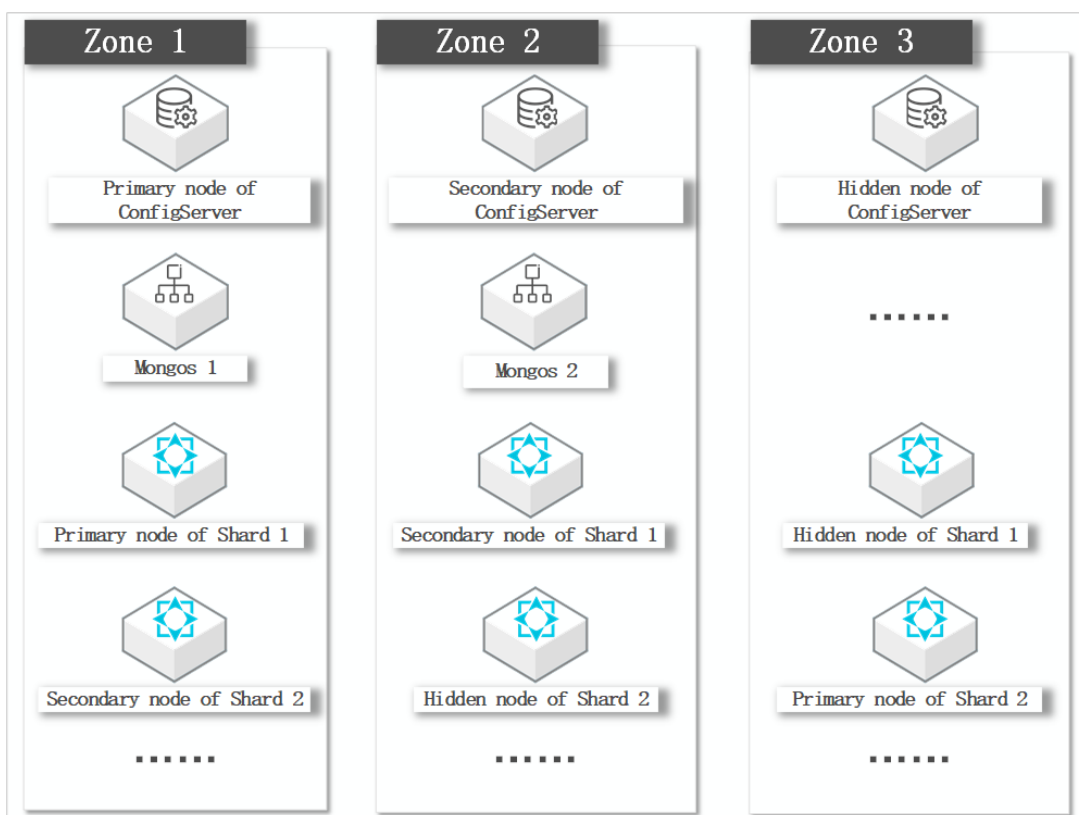 Zone 1
Primary node of
ConfigServer
Mongos 1
Primary node of Shard 1
Secondary node of Shard 2
......
Zone 2
Secondary node of
ConfigServer
Mongos 2
Secondary node of Shard 1
Hidden node of Shard 2
......
Zone 3
Hidden node of
ConfigServer
......
Hidden node of Shard 1
Primary node of Shard 2
......